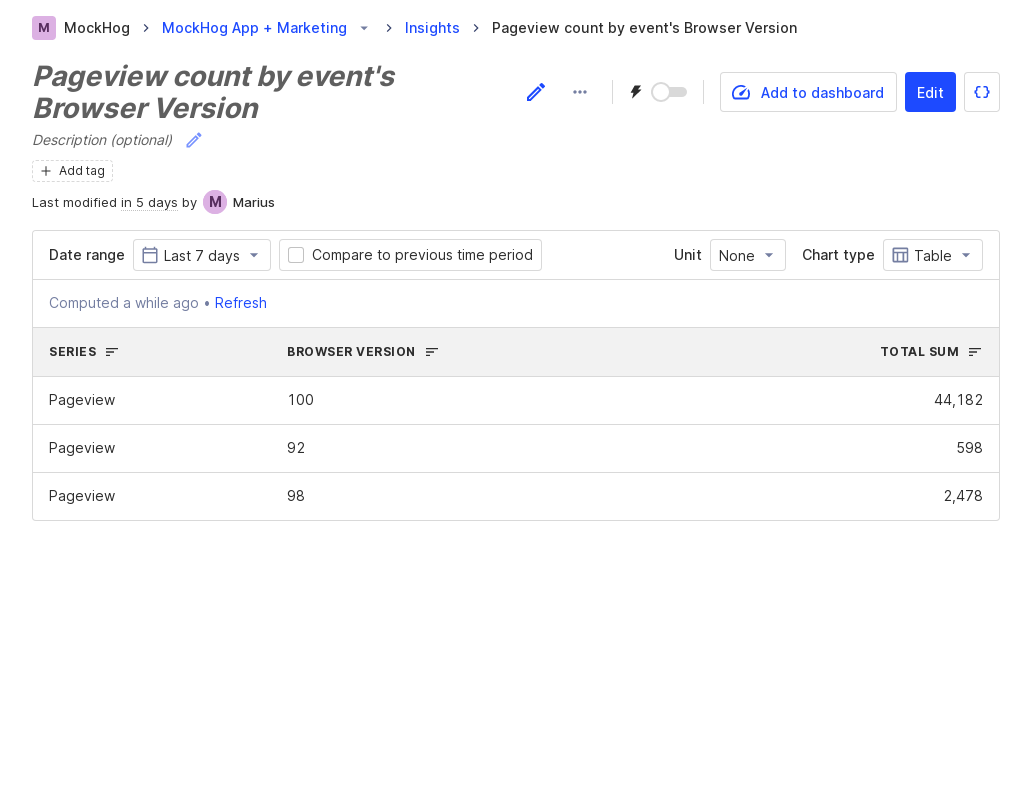 M MockHog MockHog App + Marketing Insights Pageview count by event's Browser Version
Pageview count by event's
Browser Version
Add to dashboard Edit
Description (optional)
Add tag
Last modified in 5 days by M Marius
Date range Last 7 days Compare to previous time period Unit None Chart type Table
Computed a while ago • Refresh
SERIES BROWSER VERSION TOTAL SUM
Pageview 100 44,182
Pageview 92 598
Pageview 98 2,478